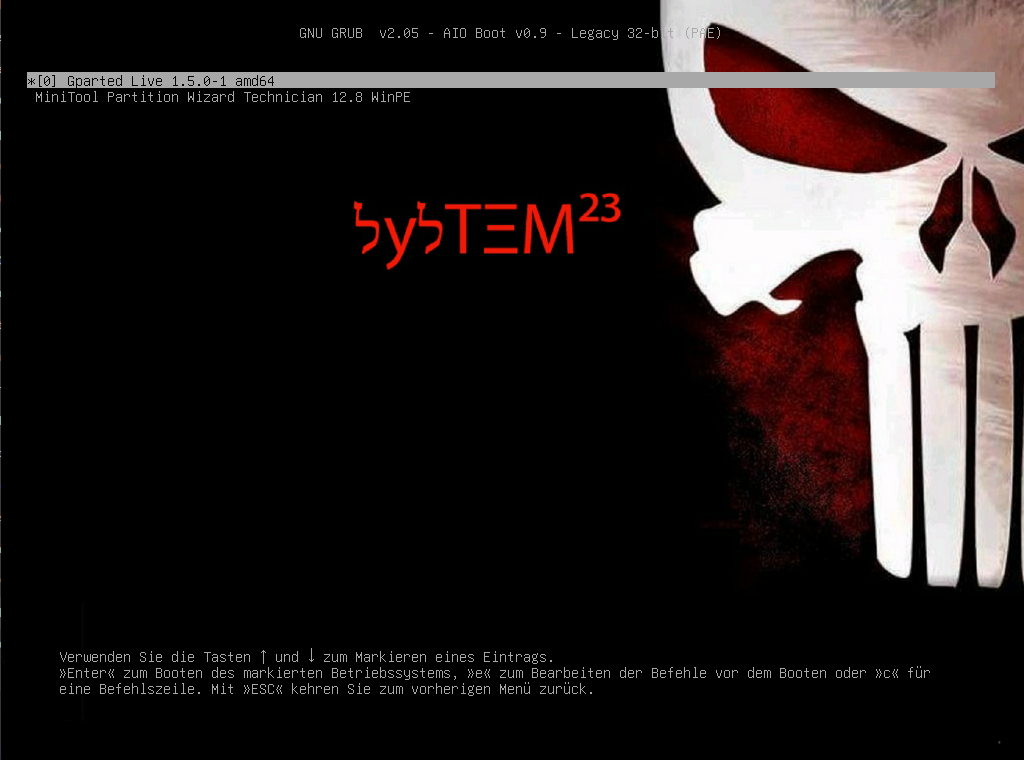 GNU GRUB v2.05 - AIO Boot v0.9 - Legacy 32-bit (PAE)
*[0] Gparted Live 1.5.0-1 amd64
MiniTool Partition Wizard Technician 12.8 WinPE
לyלTΞM²³
Verwenden Sie die Tasten ↑ und ↓ zum Markieren eines Eintrags.
»Enter« zum Booten des markierten Betriebssystems, »e« zum Bearbeiten der Befehle vor dem Booten oder »c« für
eine Befehlszeile. Mit »ESC« kehren Sie zum vorherigen Menü zurück.